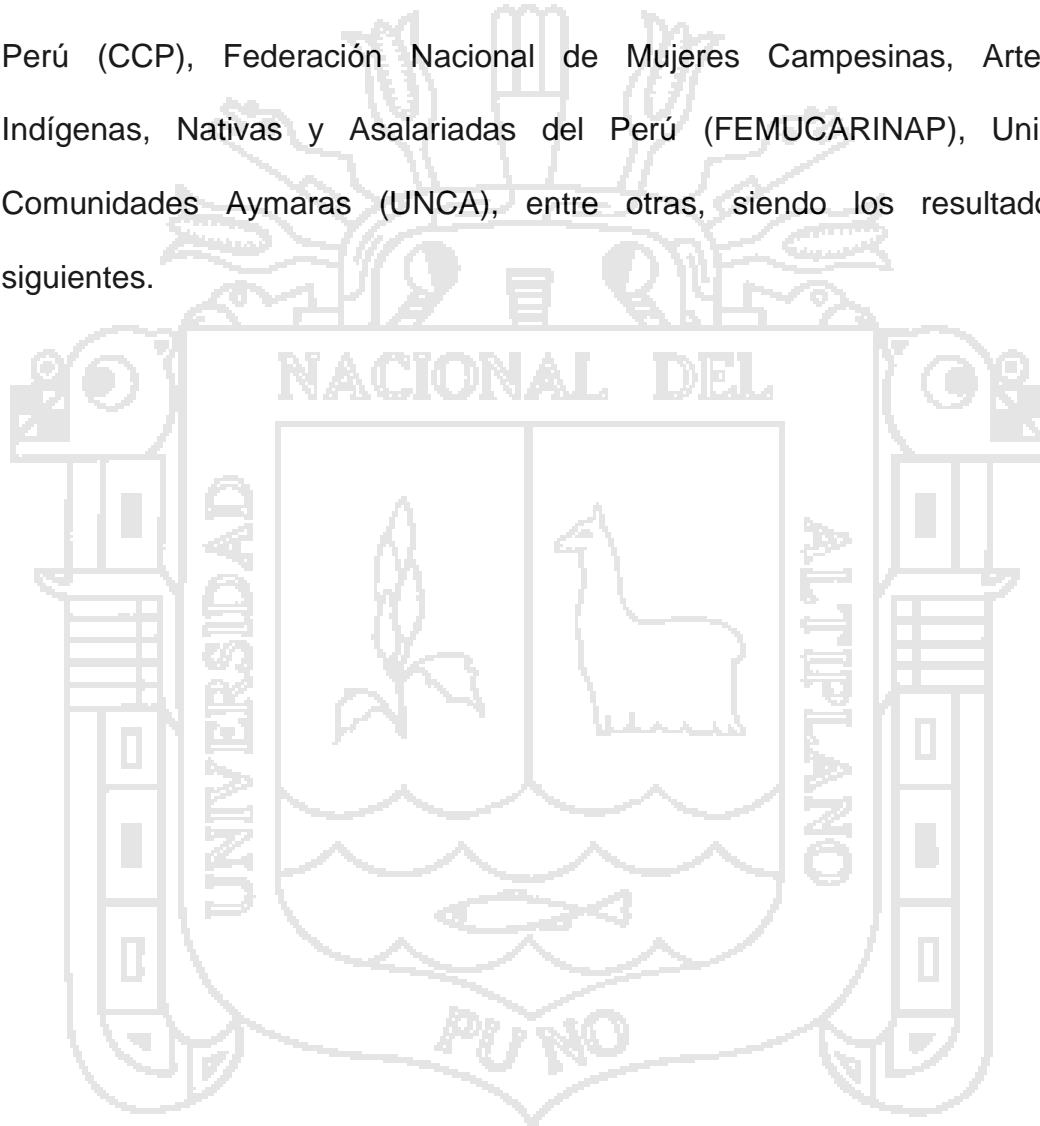 Perú (CCP), Federación Nacional de Mujeres Campesinas, Arte
Indígenas, Nativas y Asalariadas del Perú (FEMUCARINAP), Uni
Comunidades Aymaras (UNCA), entre otras, siendo los resultado
siguientes.
NACIONAL DEL
UNIVERSIDAD
ALTIPLANO
PUNO